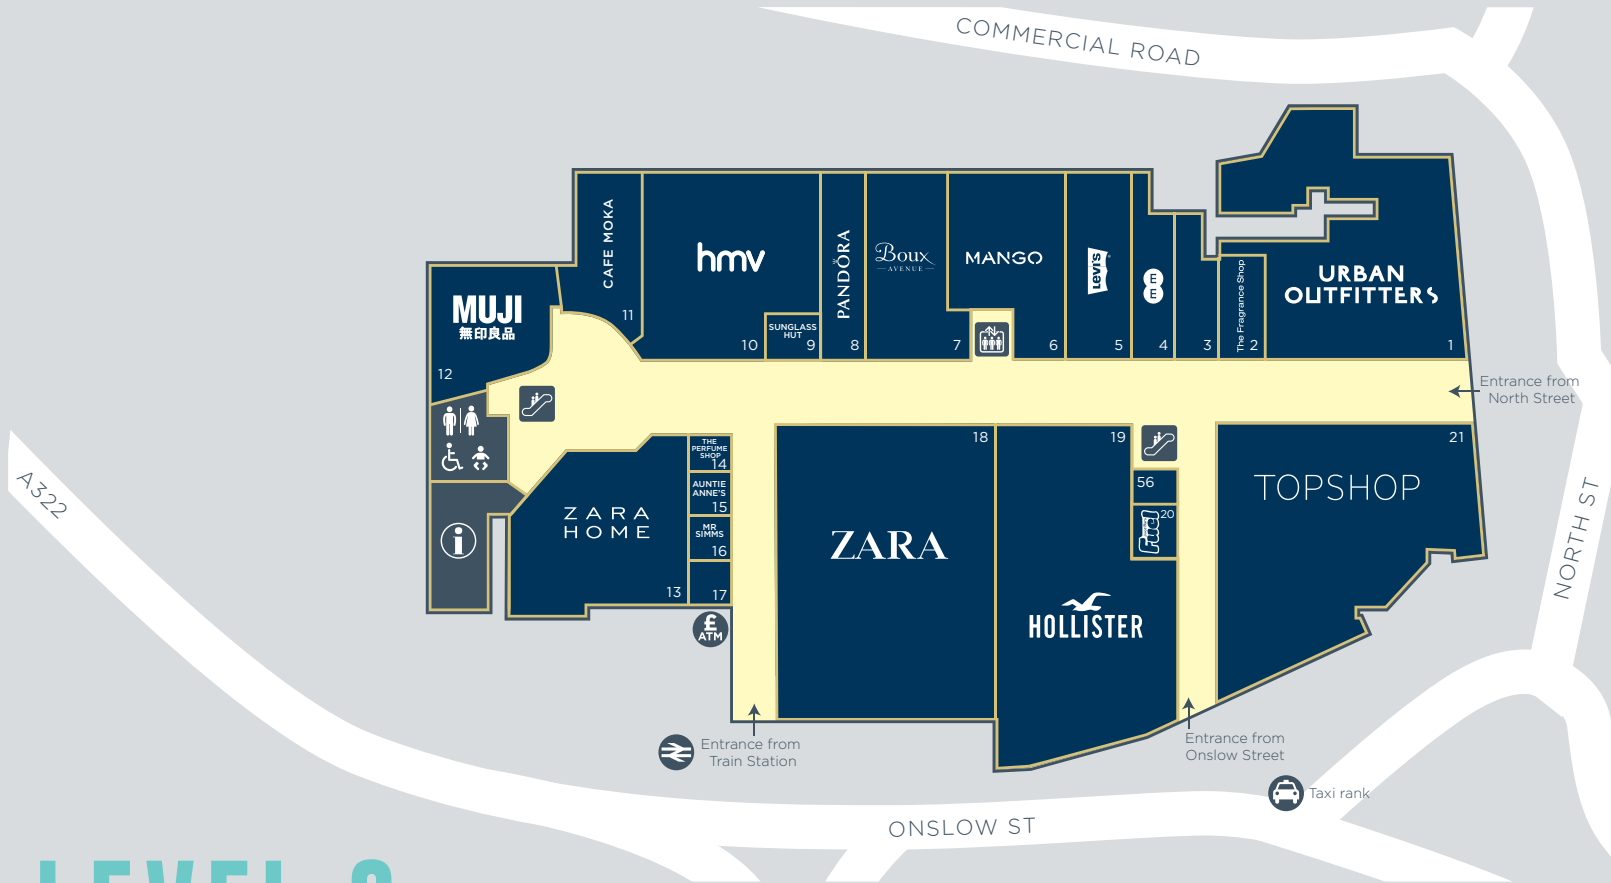 COMMERCIAL ROAD
CAFE MOKA
11
hmv
10
SUNGLASS
HUT
9
PANDÖRA
8
Boux
AVENUE
7
MANGO
6
Levi's
5
E
E
4
3
The Fragrance Shop
2
URBAN
OUTFITTERS
1
MUJI
無印良品
12
Entrance from
North Street
A322
i
ZARA
HOME
13
THE
PERFUME
SHOP
14
AUNTIE
ANNE'S
15
MR
SIMMS
16
17
£
ATM
18
ZARA
19
HOLLISTER
56
20
21
TOPSHOP
NORTH ST
Entrance from
Train Station
Entrance from
Onslow Street
Taxi rank
ONSLOW ST